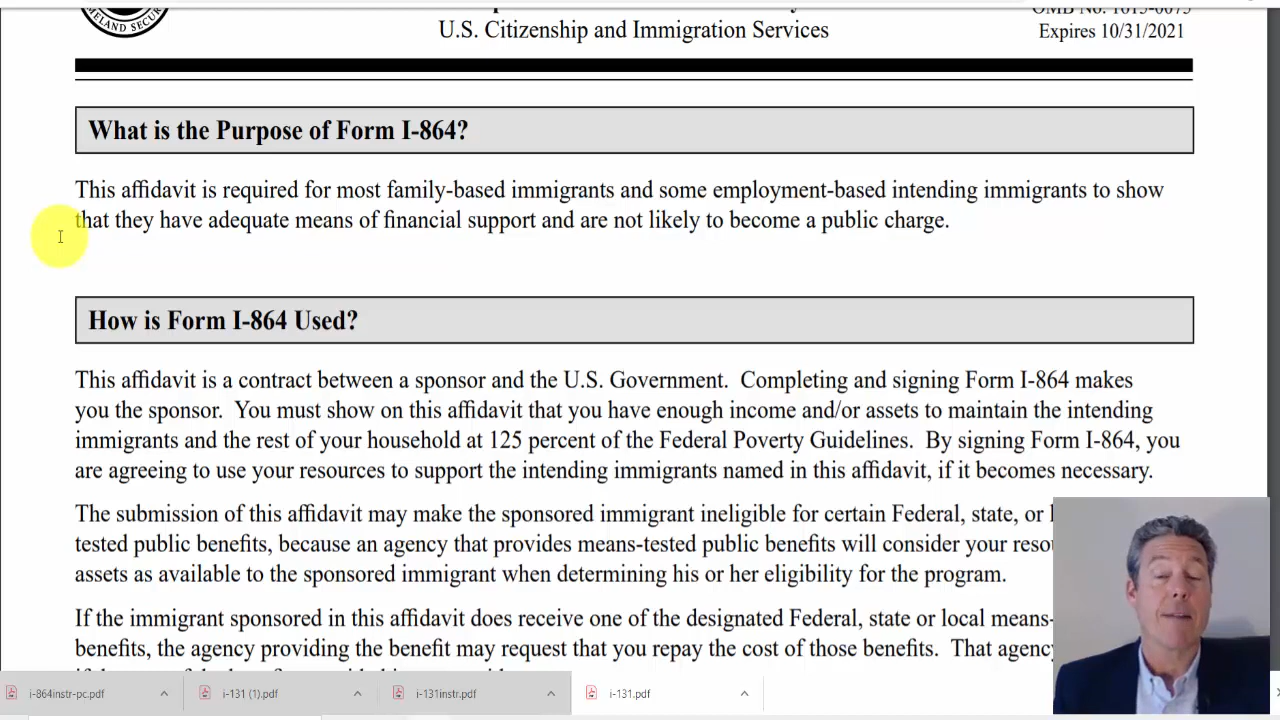 MELAND SECUR
U.S. Citizenship and Immigration Services
OMB No. 1615-0075
Expires 10/31/2021
What is the Purpose of Form I-864?
This affidavit is required for most family-based immigrants and some employment-based intending immigrants to show
that they have adequate means of financial support and are not likely to become a public charge.
How is Form I-864 Used?
This affidavit is a contract between a sponsor and the U.S. Government. Completing and signing Form I-864 makes
you the sponsor. You must show on this affidavit that you have enough income and/or assets to maintain the intending
immigrants and the rest of your household at 125 percent of the Federal Poverty Guidelines. By signing Form I-864, you
are agreeing to use your resources to support the intending immigrants named in this affidavit, if it becomes necessary.
The submission of this affidavit may make the sponsored immigrant ineligible for certain Federal, state, or
tested public benefits, because an agency that provides means-tested public benefits will consider your
assets as available to the sponsored immigrant when determining his or her eligibility for the program.
If the immigrant sponsored in this affidavit does receive one of the designated Federal, state or local means-
benefits, the agency providing the benefit may request that you repay the cost of those benefits. That agency
i-864instr-pc.pdf
i-131 (1).pdf
i-131instr.pdf
i-131.pdf